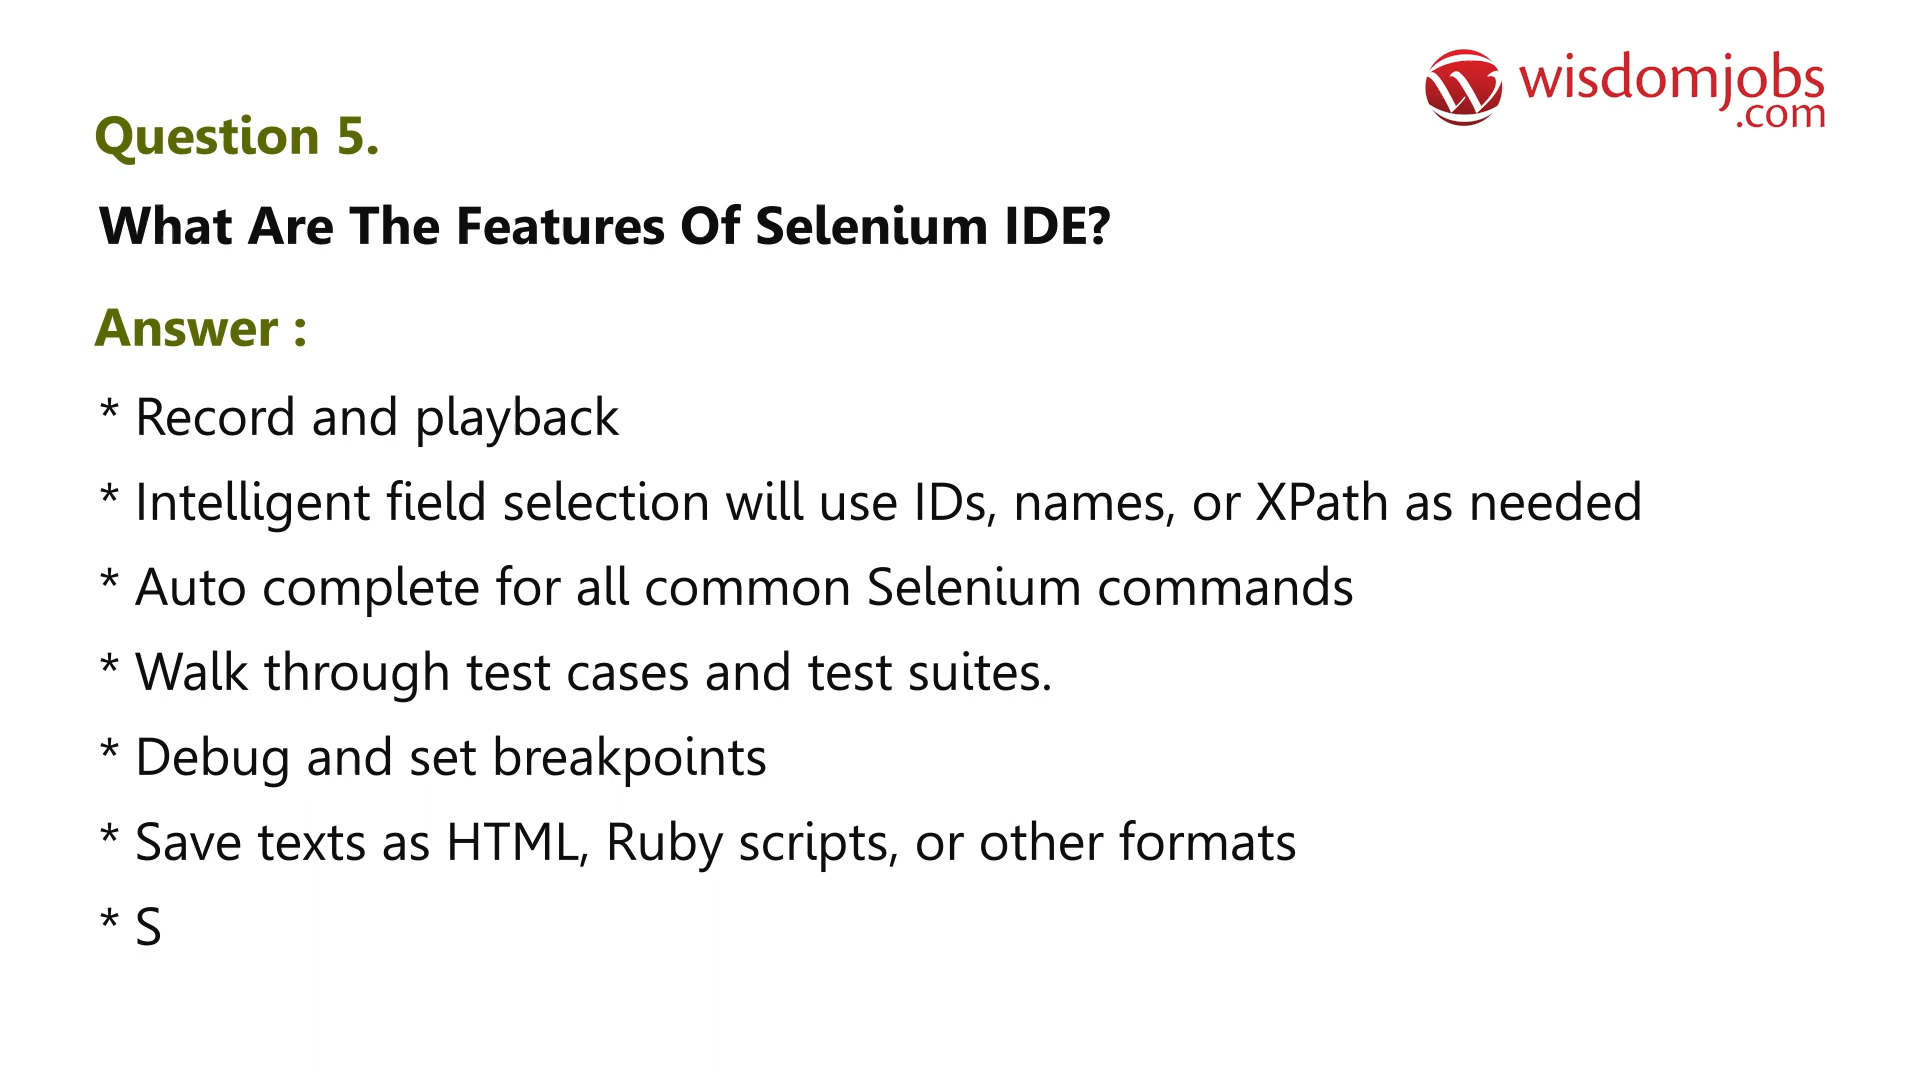 wisdomjobs
.com
Question 5.
What Are The Features Of Selenium IDE?
Answer :
* Record and playback
* Intelligent field selection will use IDs, names, or XPath as needed
* Auto complete for all common Selenium commands
* Walk through test cases and test suites.
* Debug and set breakpoints
* Save texts as HTML, Ruby scripts, or other formats
* S